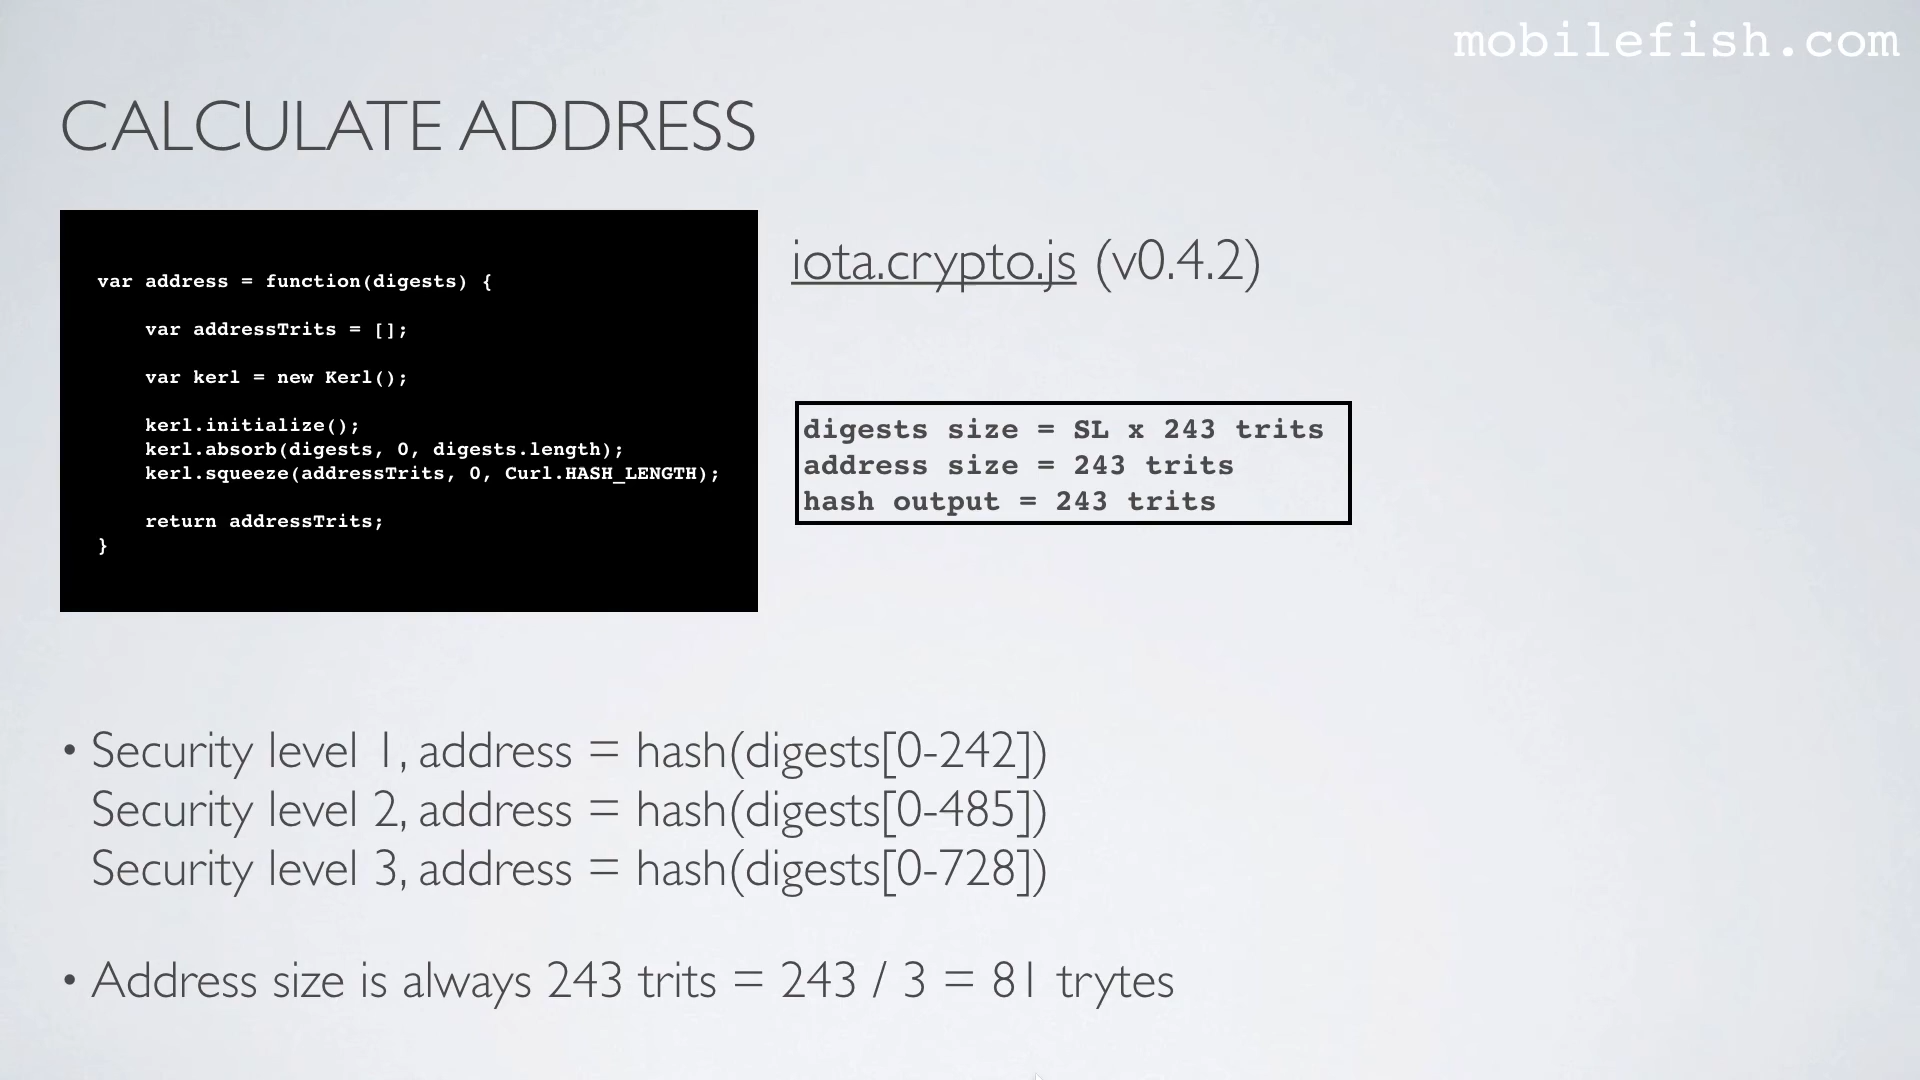 mobilefish.com
CALCULATE ADDRESS
var address = function(digests) {
var addressTrits = [];
var kerl = new Kerl();
kerl.initialize();
kerl.absorb(digests, 0, digests.length);
kerl.squeeze(addressTrits, 0, Curl.HASH_LENGTH);
return addressTrits;
}
iota.crypto.js (v0.4.2)
digests size = SL x 243 trits
address size = 243 trits
hash output = 243 trits
• Security level 1, address = hash(digests[0-242])
Security level 2, address = hash(digests[0-485])
Security level 3, address = hash(digests[0-728])
• Address size is always 243 trits = 243 / 3 = 81 trytes